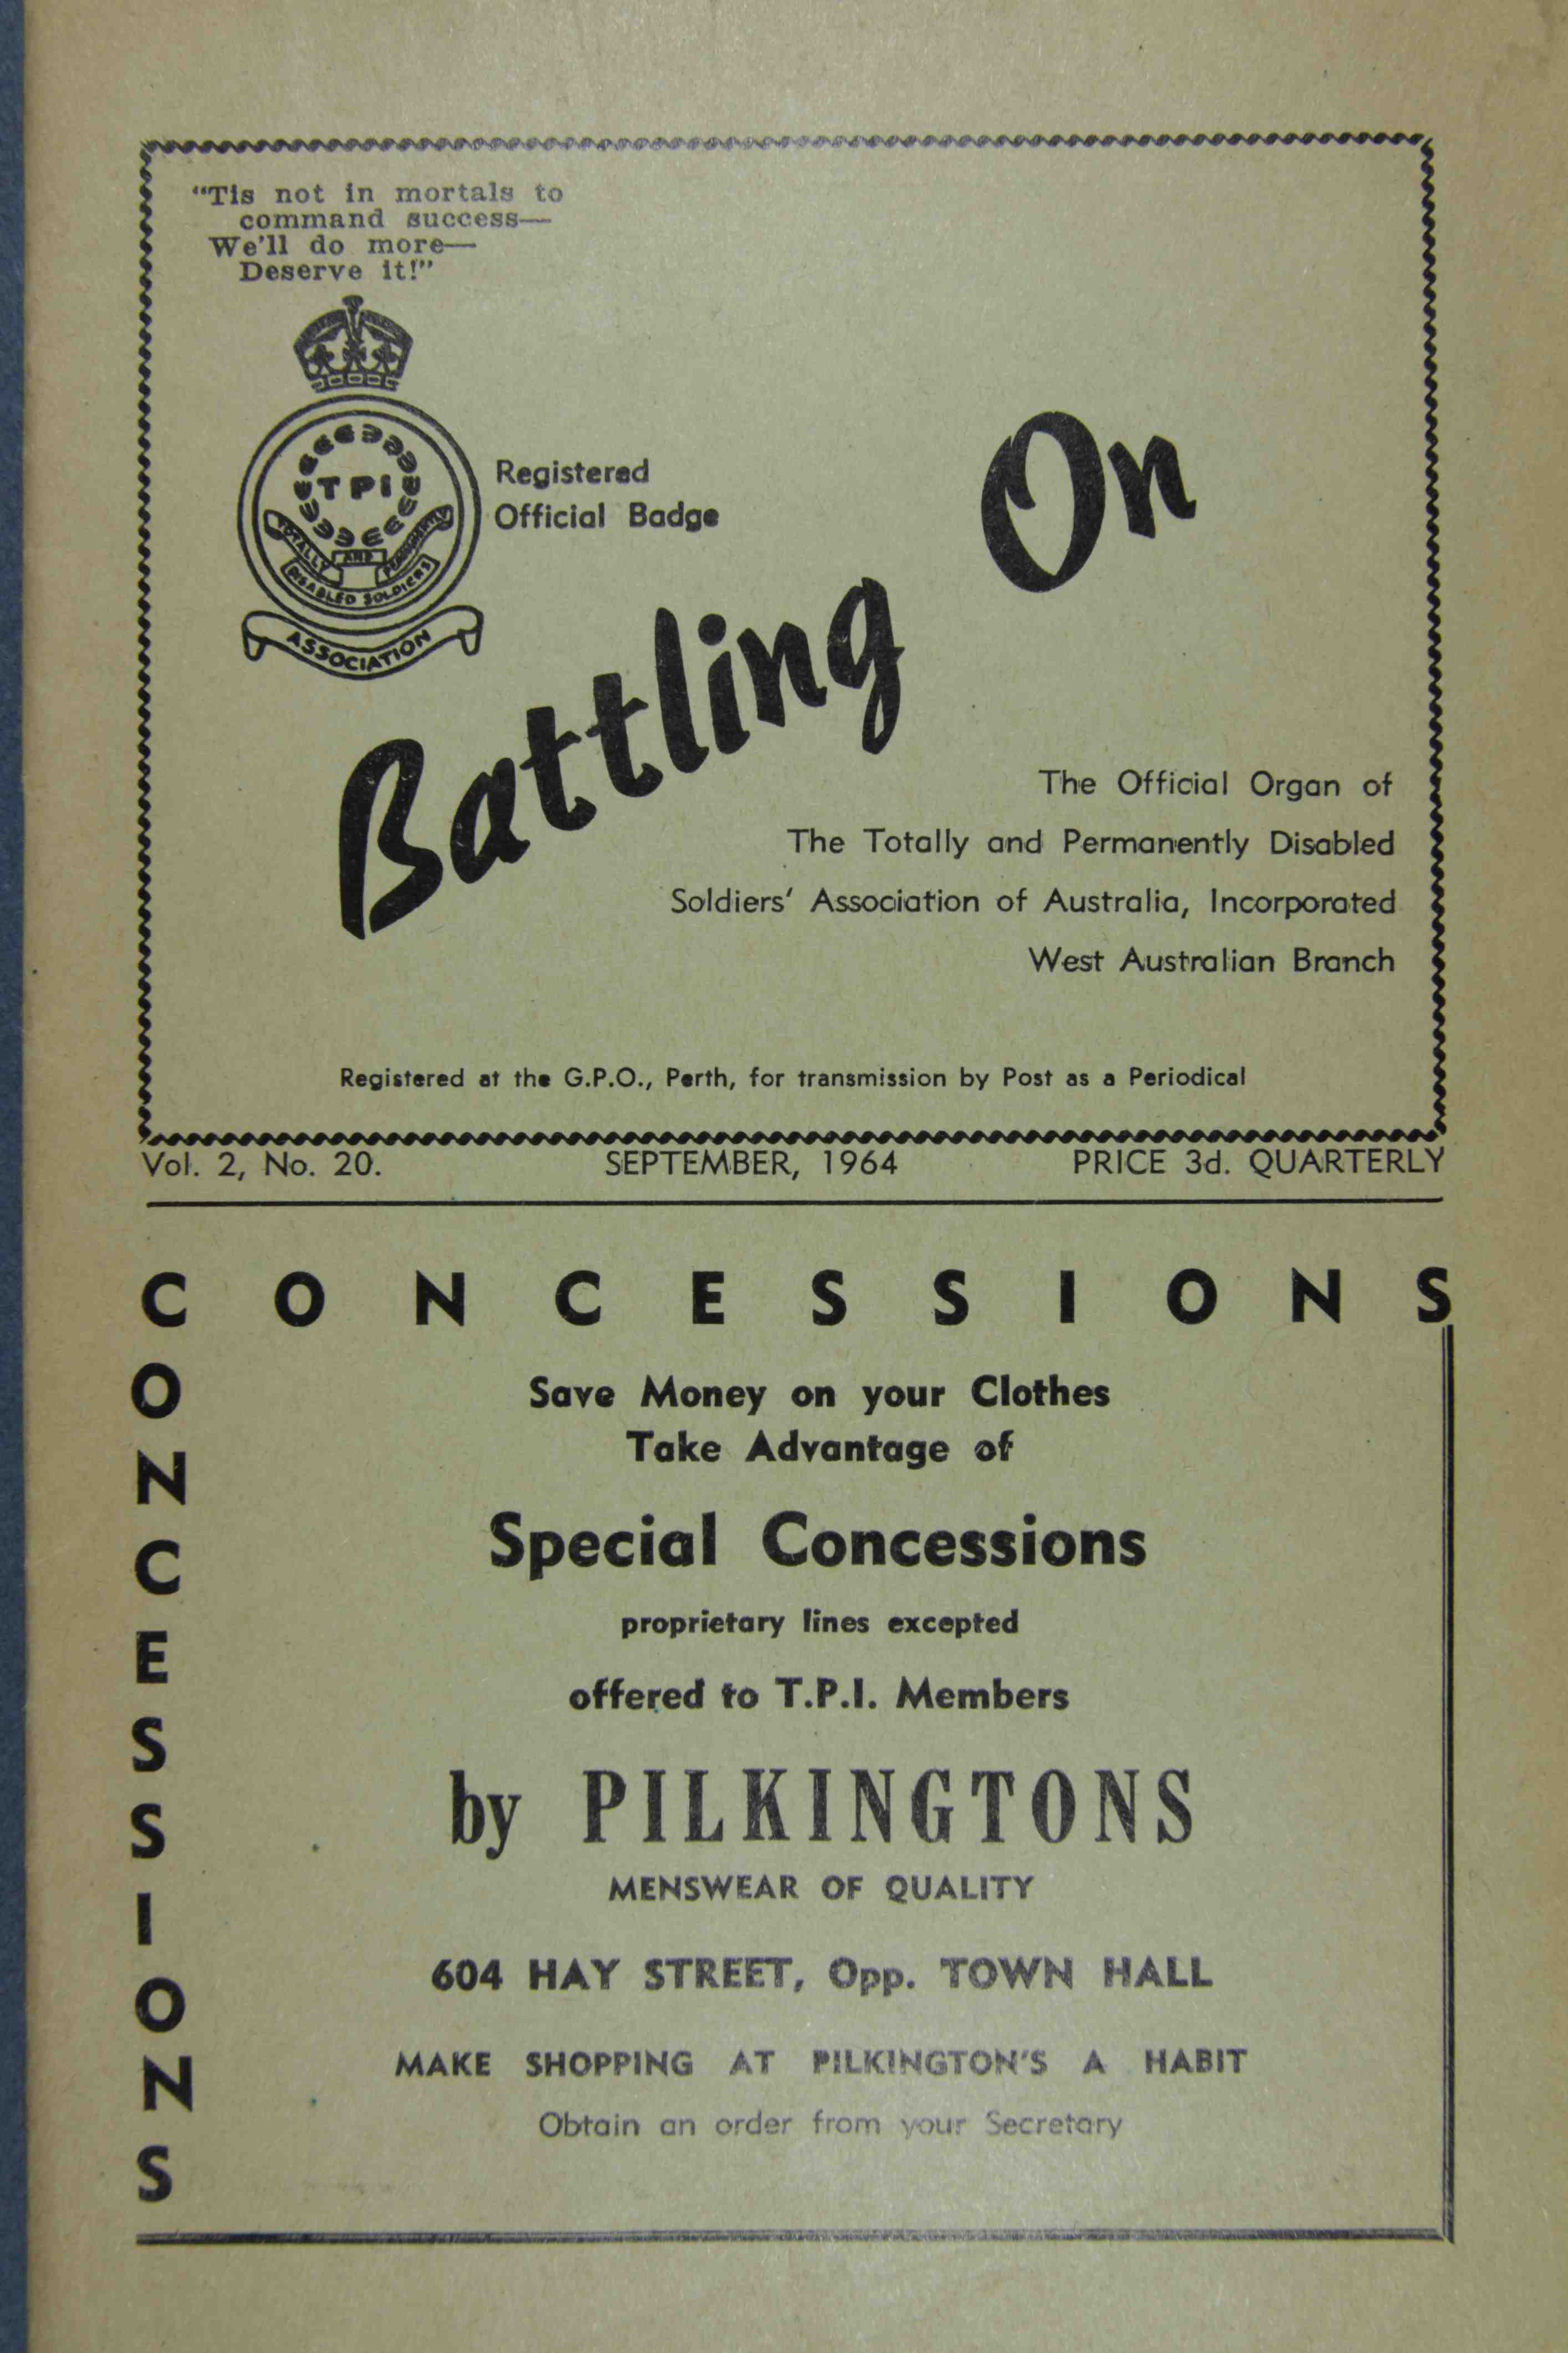 “Tis not in mortals to
command success—
We'll do more—
Deserve it!”
TPI
TOTALLY AND PERMANENTLY
DISABLED SOLDIERS
ASSOCIATION
Registered
Official Badge
Battling On
The Official Organ of
The Totally and Permanently Disabled
Soldiers' Association of Australia, Incorporated
West Australian Branch
Registered at the G.P.O., Perth, for transmission by Post as a Periodical
Vol. 2, No. 20. SEPTEMBER, 1964 PRICE 3d. QUARTERLY
CONCESSIONS
CONCESSIONS
Save Money on your Clothes
Take Advantage of
Special Concessions
proprietary lines excepted
offered to T.P.I. Members
by PILKINGTONS
MENSWEAR OF QUALITY
604 HAY STREET, Opp. TOWN HALL
MAKE SHOPPING AT PILKINGTON'S A HABIT
Obtain an order from your Secretary